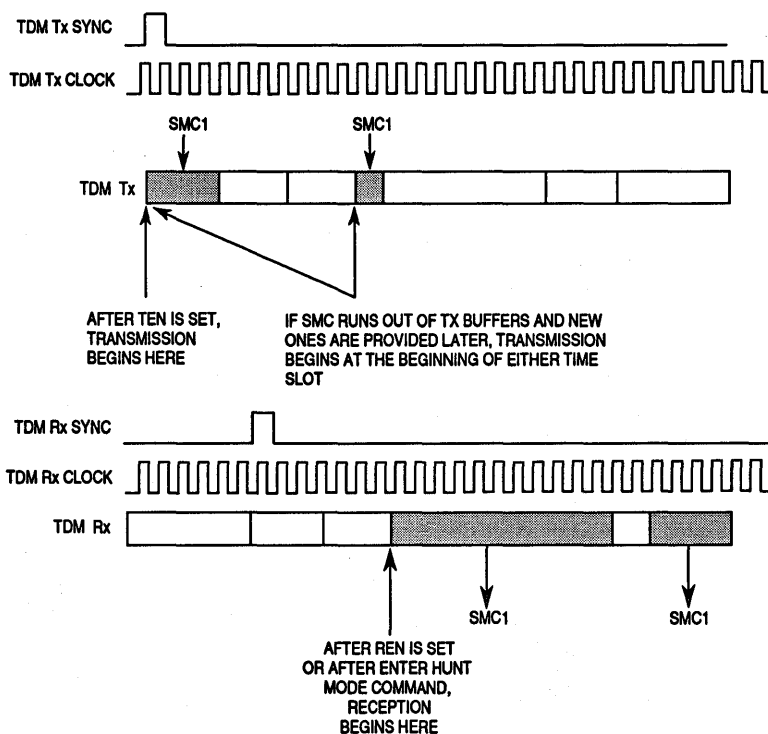 TDM Tx SYNC
TDM Tx CLOCK
SMC1
SMC1
TDM Tx
AFTER TEN IS SET,
TRANSMISSION
BEGINS HERE
IF SMC RUNS OUT OF TX BUFFERS AND NEW
ONES ARE PROVIDED LATER, TRANSMISSION
BEGINS AT THE BEGINNING OF EITHER TIME
SLOT
TDM Rx SYNC
TDM Rx CLOCK
TDM Rx
SMC1
SMC1
AFTER REN IS SET
OR AFTER ENTER HUNT
MODE COMMAND,
RECEPTION
BEGINS HERE